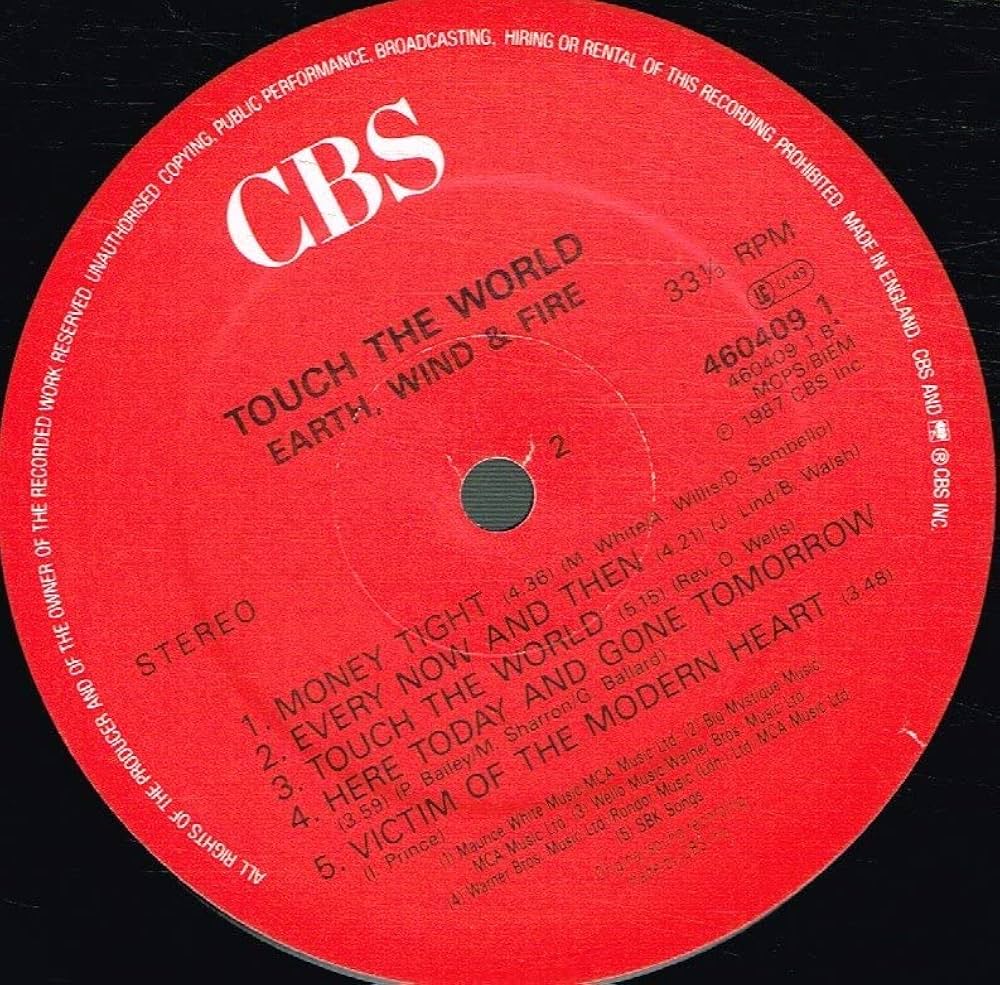 ALL RIGHTS OF THE PRODUCER AND OF THE OWNER OF THE RECORDED WORK RESERVED. UNAUTHORISED COPYING, PUBLIC PERFORMANCE, BROADCASTING, HIRING OR RENTAL OF THIS RECORDING PROHIBITED. MADE IN ENGLAND. CBS AND ® CBS INC.
CBS
TOUCH THE WORLD
EARTH, WIND & FIRE
33⅓ RPM
LC 0149
460409 1
460409 1 B*
MCPS/BIEM
℗ 1987 CBS Inc.
2
STEREO
1. MONEY TIGHT (4.36) (M. White/A. Willis/D. Sembello)
2. EVERY NOW AND THEN (4.21) (J. Lind/B. Walsh)
3. TOUCH THE WORLD (5.15) (Rev. O. Wells)
4. HERE TODAY AND GONE TOMORROW
(3.59) (P. Bailey/M. Sharron/G. Ballard)
5. VICTIM OF THE MODERN HEART (3.48)
(I. Prince)
(1) Maurice White Music/MCA Music Ltd. (2) Big Mystique Music
MCA Music Ltd. (3) Wello Music/Warner Bros. Music Ltd.
(4) Warner Bros. Music Ltd/Rondor Music (Ldn.) Ltd/MCA Music Ltd
(5) SBK Songs
Original sound recording